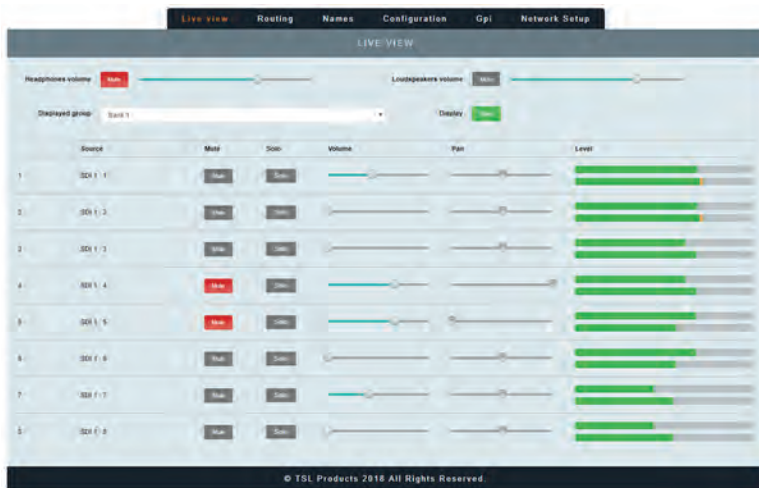 Live view Routing Names Configuration Gpi Network Setup
LIVE VIEW
Headphones volume Mute Loudspeakers volume Mute
Displayed group Bank 1 Display
Source Mute Solo Volume Pan Level
1 SDI 1 - 1 Mute Solo
2 SDI 1 - 2 Mute Solo
3 SDI 1 - 3 Mute Solo
4 SDI 1 - 4 Mute Solo
5 SDI 1 - 5 Mute Solo
6 SDI 1 - 6 Mute Solo
7 SDI 1 - 7 Mute Solo
8 SDI 1 - 8 Mute Solo
© TSL Products 2018 All Rights Reserved.